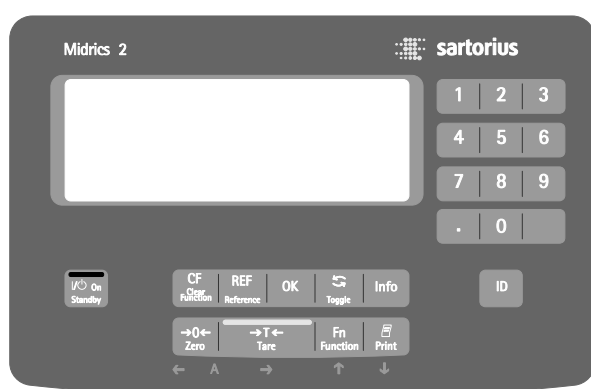 Midrics 2
sartorius
1 2 3
4 5 6
7 8 9
. 0
I/⏻ On
Standby
CF
Clear
Function
REF
Reference
OK
Toggle
Info
ID
→0←
Zero
→T←
Tare
Fn
Function
Print
← A → ↑ ↓